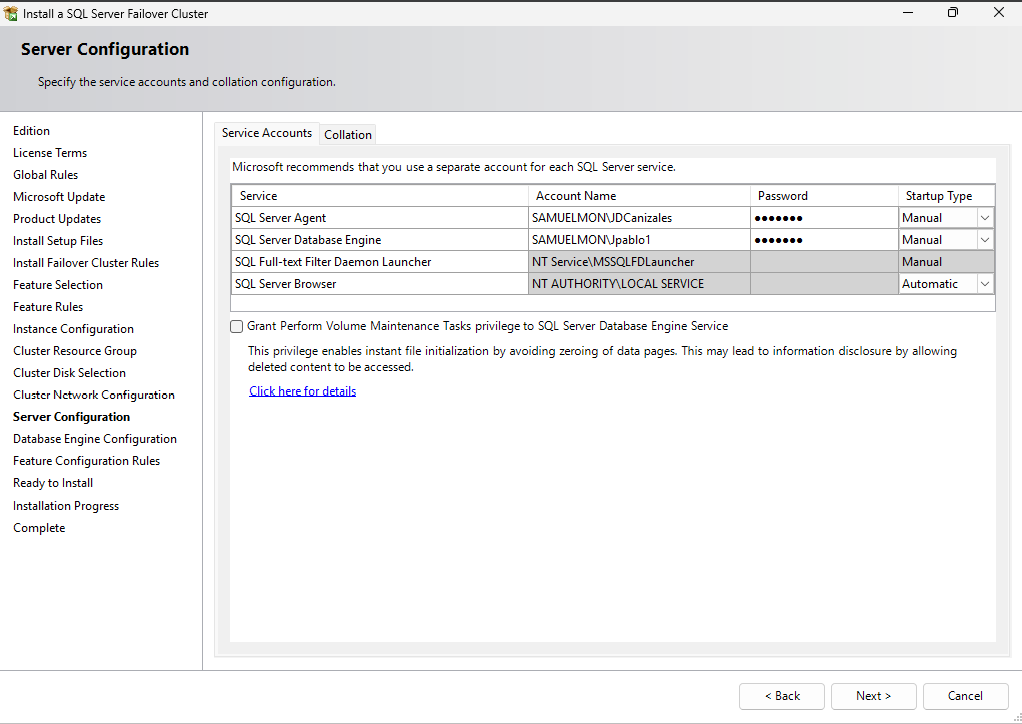 Install a SQL Server Failover Cluster
Server Configuration
Specify the service accounts and collation configuration.
Edition
License Terms
Global Rules
Microsoft Update
Product Updates
Install Setup Files
Install Failover Cluster Rules
Feature Selection
Feature Rules
Instance Configuration
Cluster Resource Group
Cluster Disk Selection
Cluster Network Configuration
Server Configuration
Database Engine Configuration
Feature Configuration Rules
Ready to Install
Installation Progress
Complete
Service Accounts Collation
Microsoft recommends that you use a separate account for each SQL Server service.
Service Account Name Password Startup Type
SQL Server Agent SAMUELMON\JDCanizales ●●●●●●● Manual
SQL Server Database Engine SAMUELMON\Jpablo1 ●●●●●●● Manual
SQL Full-text Filter Daemon Launcher NT Service\MSSQLFDLauncher Manual
SQL Server Browser NT AUTHORITY\LOCAL SERVICE Automatic
Grant Perform Volume Maintenance Tasks privilege to SQL Server Database Engine Service
This privilege enables instant file initialization by avoiding zeroing of data pages. This may lead to information disclosure by allowing
deleted content to be accessed.
Click here for details
< Back Next > Cancel